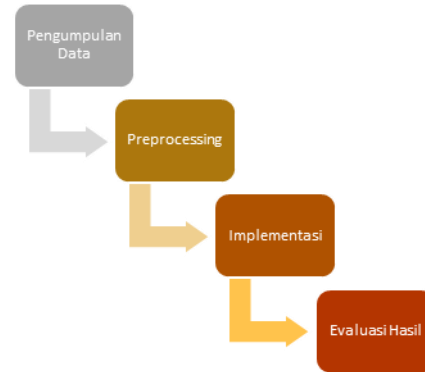 Pengumpulan
Data
Preprocessing
Implementasi
Evaluasi Hasil